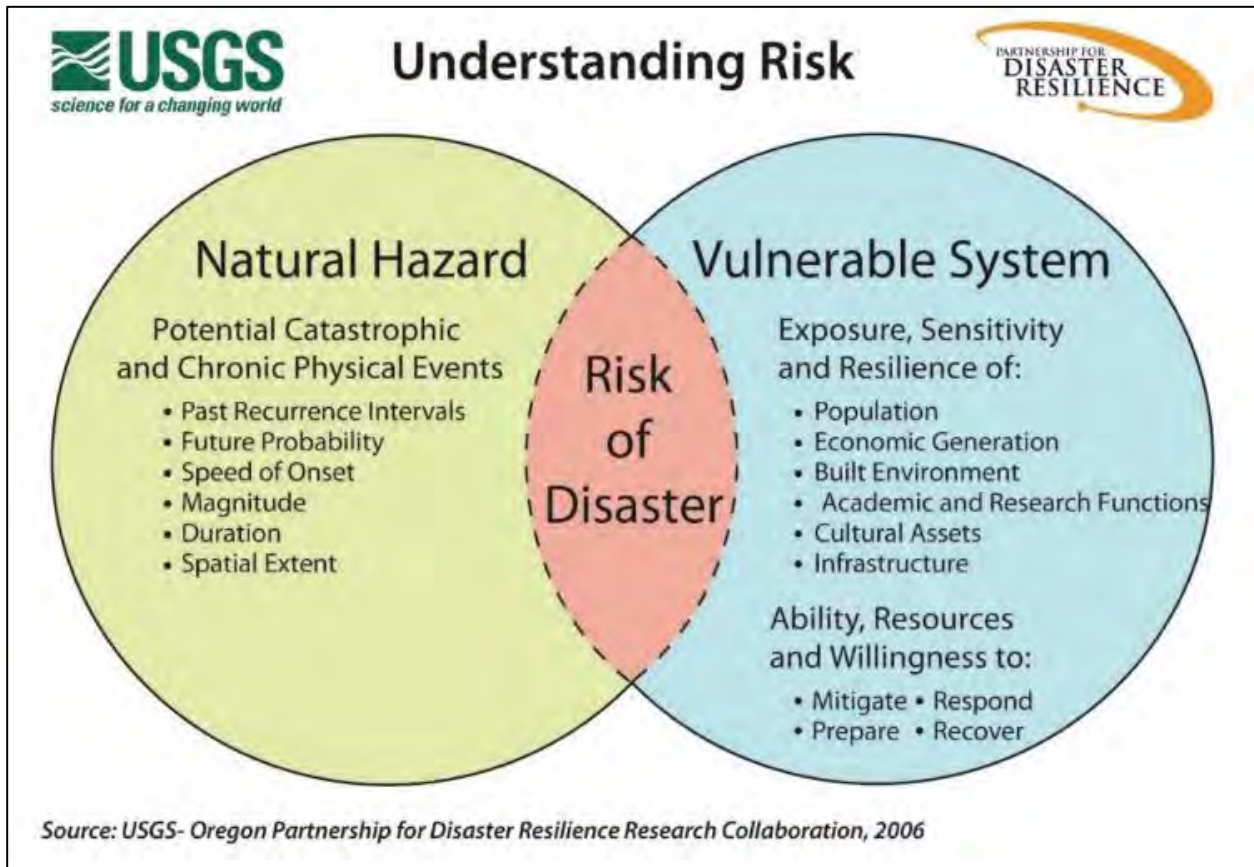 USGS
science for a changing world
Understanding Risk
PARTNERSHIP FOR
DISASTER
RESILIENCE
Natural Hazard
Potential Catastrophic
and Chronic Physical Events
• Past Recurrence Intervals
• Future Probability
• Speed of Onset
• Magnitude
• Duration
• Spatial Extent
Risk
of
Disaster
Vulnerable System
Exposure, Sensitivity
and Resilience of:
• Population
• Economic Generation
• Built Environment
• Academic and Research Functions
• Cultural Assets
• Infrastructure
Ability, Resources
and Willingness to:
• Mitigate • Respond
• Prepare • Recover
Source: USGS- Oregon Partnership for Disaster Resilience Research Collaboration, 2006